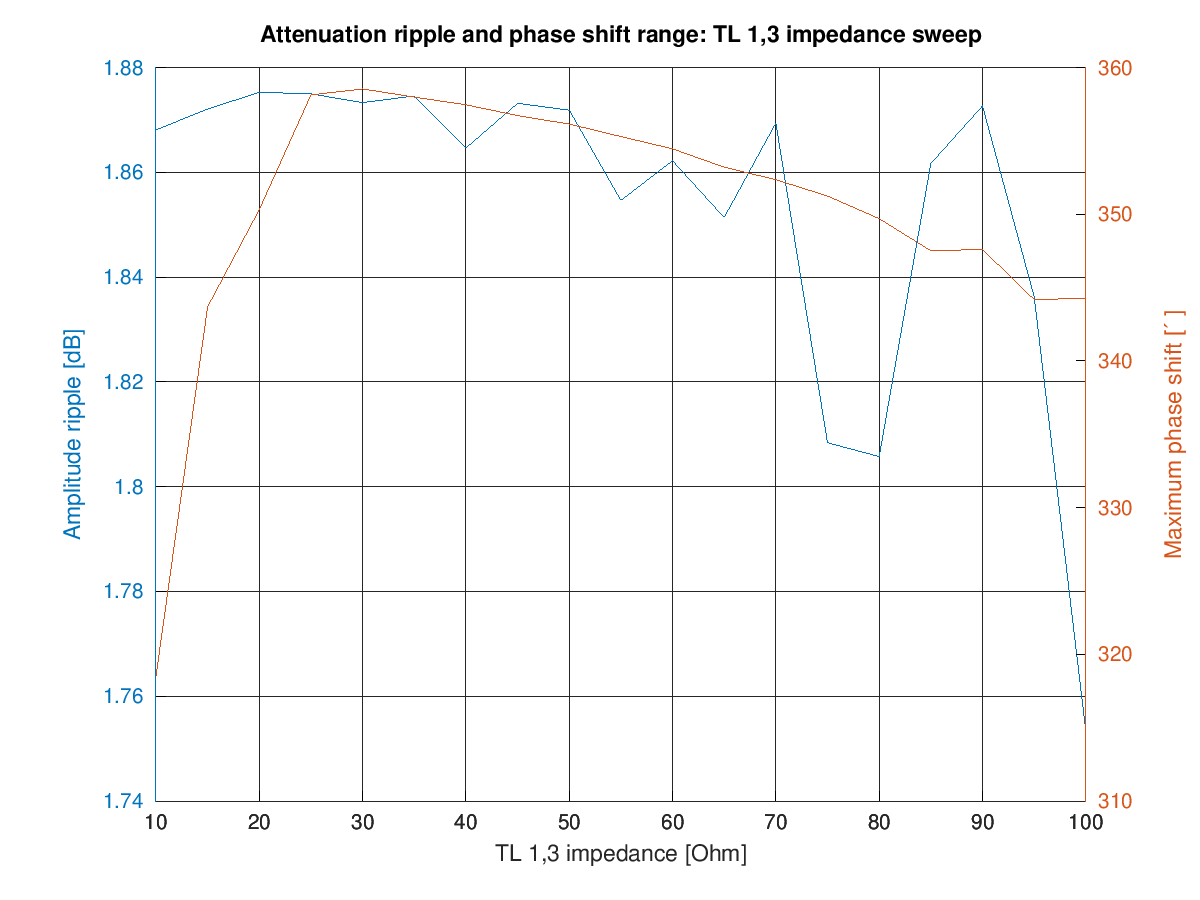 Attenuation ripple and phase shift range: TL 1,3 impedance sweep
1.88
1.86
1.84
1.82
1.8
1.78
1.76
1.74
Amplitude ripple [dB]
360
350
340
330
320
310
Maximum phase shift [´ ]
10 20 30 40 50 60 70 80 90 100
TL 1,3 impedance [Ohm]